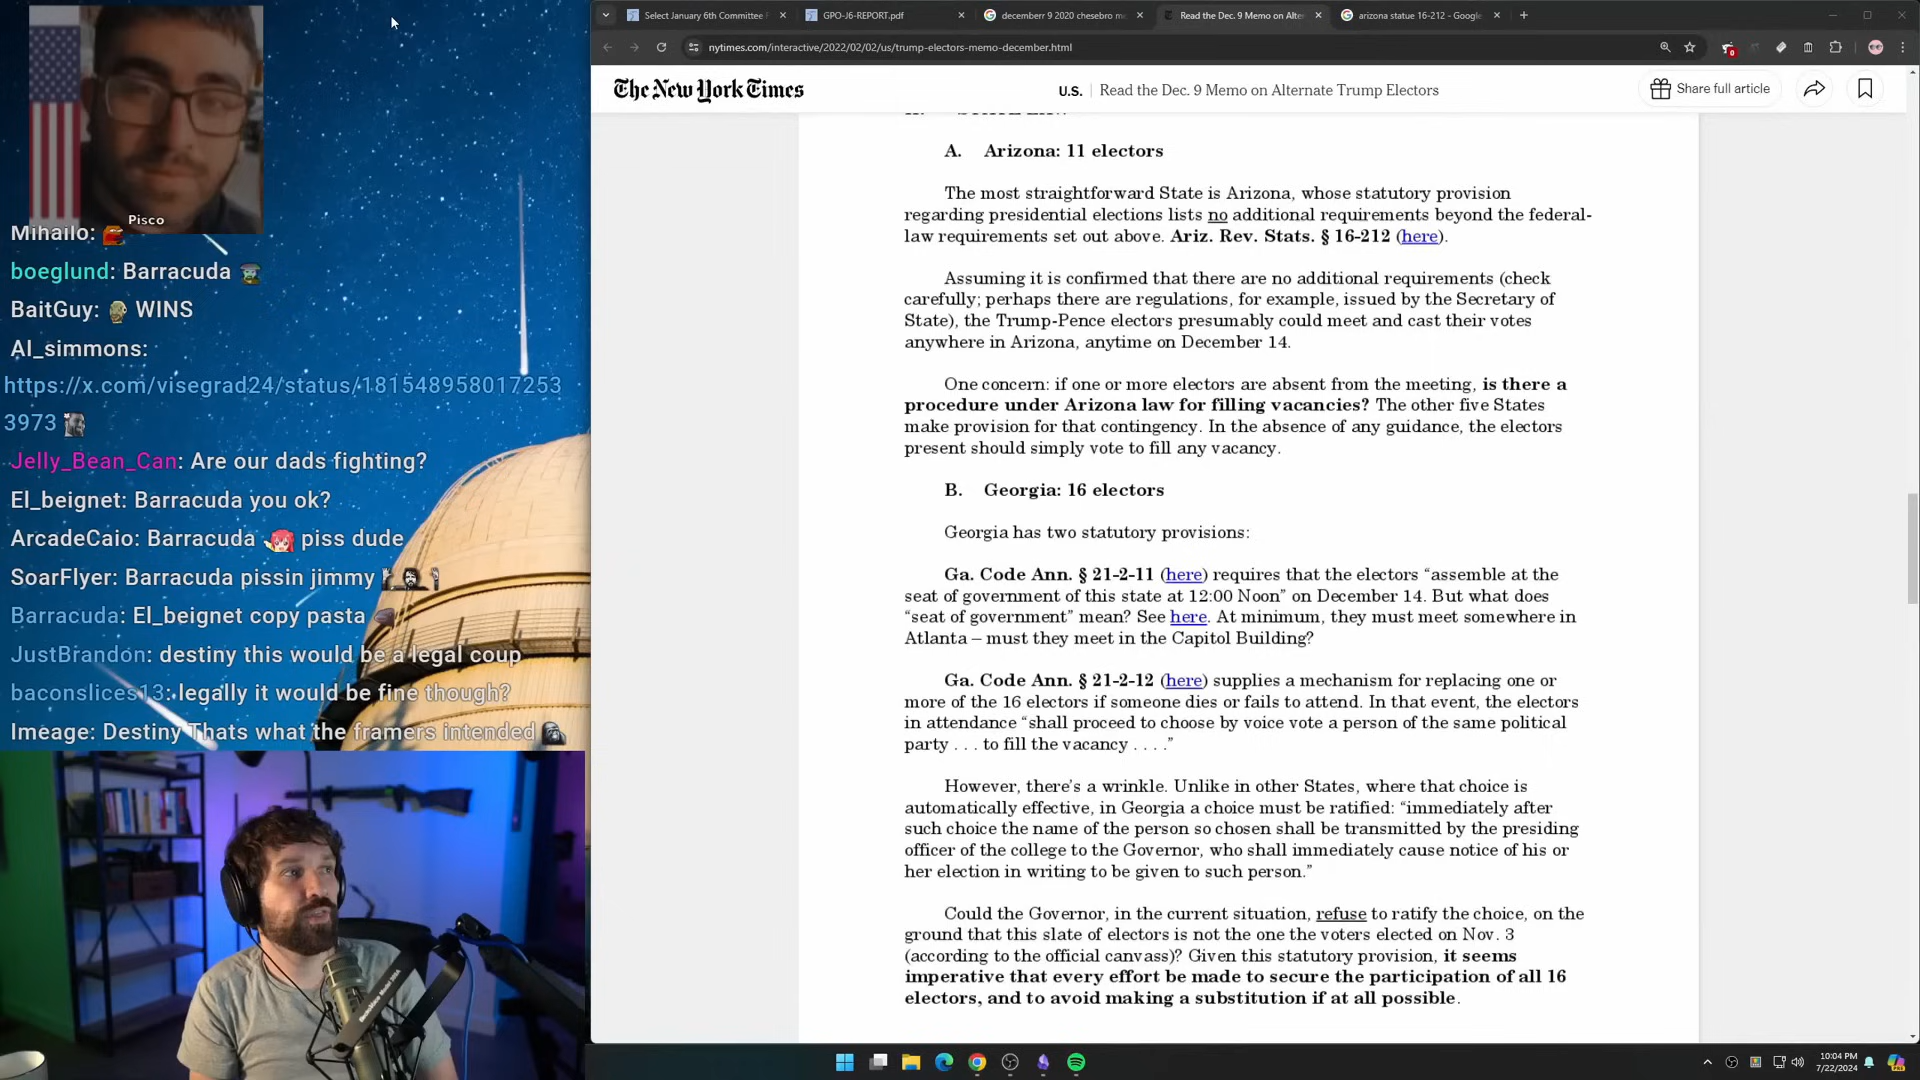 Pisco
Mihailo:
boeglund: Barracuda
BaitGuy: WINS
Al_simmons:
https://x.com/visegrad24/status/181548958017253
3973
Jelly_Bean_Can: Are our dads fighting?
El_beignet: Barracuda you ok?
ArcadeCaio: Barracuda piss dude
SoarFlyer: Barracuda pissin jimmy
Barracuda: El_beignet copy pasta
JustBrandon: destiny this would be a legal coup
baconslices13: legally it would be fine though?
Imeage: Destiny Thats what the framers intended
Select January 6th Committee
GPO-J6-REPORT.pdf
decemberr 9 2020 chesebro m
Read the Dec. 9 Memo on Alter
arizona statue 16-212 - Google
nytimes.com/interactive/2022/02/02/us/trump-electors-memo-december.html
The New York Times
U.S. | Read the Dec. 9 Memo on Alternate Trump Electors
Share full article
A. Arizona: 11 electors
The most straightforward State is Arizona, whose statutory provision
regarding presidential elections lists no additional requirements beyond the federal-
law requirements set out above. Ariz. Rev. Stats. § 16-212 (here).
Assuming it is confirmed that there are no additional requirements (check
carefully; perhaps there are regulations, for example, issued by the Secretary of
State), the Trump-Pence electors presumably could meet and cast their votes
anywhere in Arizona, anytime on December 14.
One concern: if one or more electors are absent from the meeting, is there a
procedure under Arizona law for filling vacancies? The other five States
make provision for that contingency. In the absence of any guidance, the electors
present should simply vote to fill any vacancy.
B. Georgia: 16 electors
Georgia has two statutory provisions:
Ga. Code Ann. § 21-2-11 (here) requires that the electors “assemble at the
seat of government of this state at 12:00 Noon” on December 14. But what does
“seat of government” mean? See here. At minimum, they must meet somewhere in
Atlanta – must they meet in the Capitol Building?
Ga. Code Ann. § 21-2-12 (here) supplies a mechanism for replacing one or
more of the 16 electors if someone dies or fails to attend. In that event, the electors
in attendance “shall proceed to choose by voice vote a person of the same political
party . . . to fill the vacancy . . . .”
However, there’s a wrinkle. Unlike in other States, where that choice is
automatically effective, in Georgia a choice must be ratified: “immediately after
such choice the name of the person so chosen shall be transmitted by the presiding
officer of the college to the Governor, who shall immediately cause notice of his or
her election in writing to be given to such person.”
Could the Governor, in the current situation, refuse to ratify the choice, on the
ground that this slate of electors is not the one the voters elected on Nov. 3
(according to the official canvass)? Given this statutory provision, it seems
imperative that every effort be made to secure the participation of all 16
electors, and to avoid making a substitution if at all possible.
10:04 PM
7/22/2024